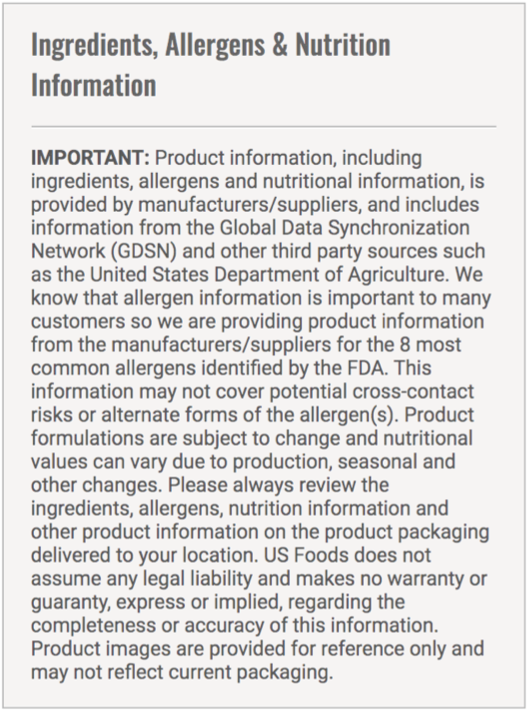 Ingredients, Allergens & Nutrition
Information
IMPORTANT: Product information, including
ingredients, allergens and nutritional information, is
provided by manufacturers/suppliers, and includes
information from the Global Data Synchronization
Network (GDSN) and other third party sources such
as the United States Department of Agriculture. We
know that allergen information is important to many
customers so we are providing product information
from the manufacturers/suppliers for the 8 most
common allergens identified by the FDA. This
information may not cover potential cross-contact
risks or alternate forms of the allergen(s). Product
formulations are subject to change and nutritional
values can vary due to production, seasonal and
other changes. Please always review the
ingredients, allergens, nutrition information and
other product information on the product packaging
delivered to your location. US Foods does not
assume any legal liability and makes no warranty or
guaranty, express or implied, regarding the
completeness or accuracy of this information.
Product images are provided for reference only and
may not reflect current packaging.